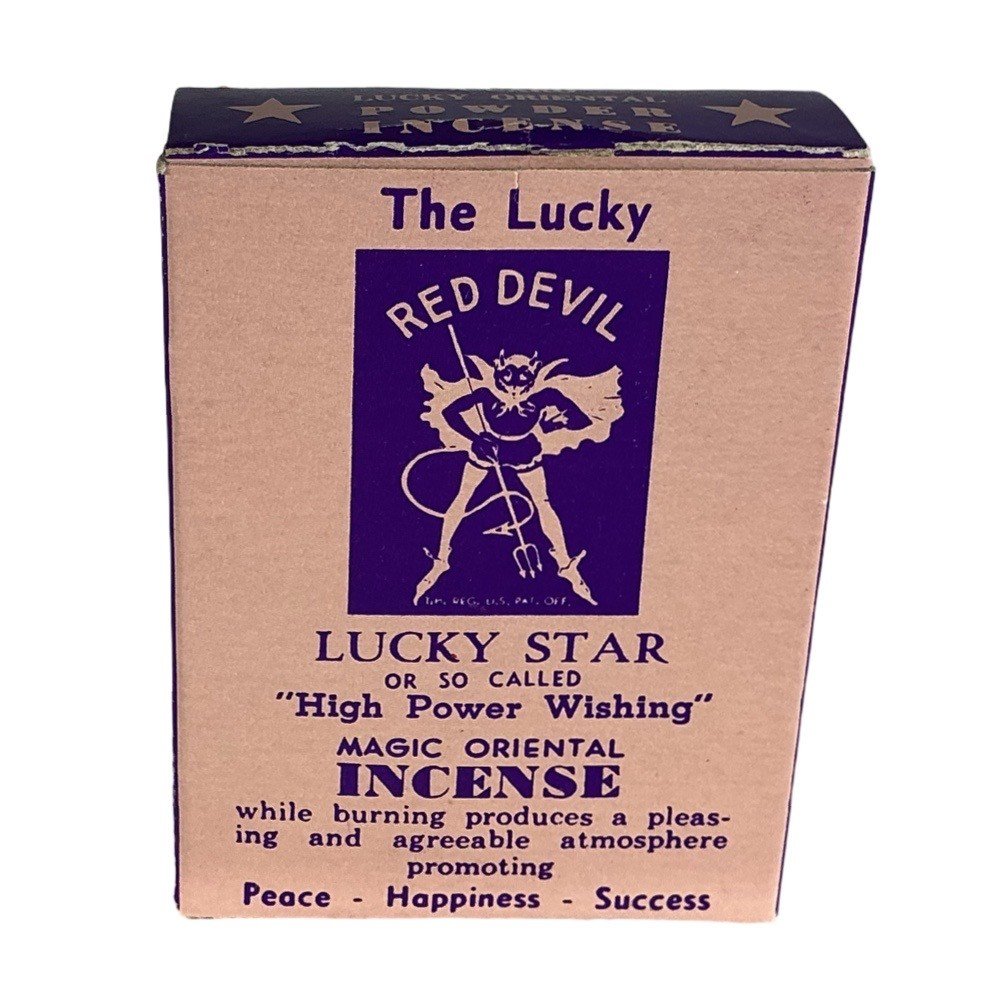 LUCKY ORIENTAL
POWDER
INCENSE
The Lucky
RED DEVIL
T.M. REG. U.S. PAT. OFF.
LUCKY STAR
OR SO CALLED
"High Power Wishing"
MAGIC ORIENTAL
INCENSE
while burning produces a pleas-
ing and agreeable atmosphere
promoting
Peace - Happiness - Success